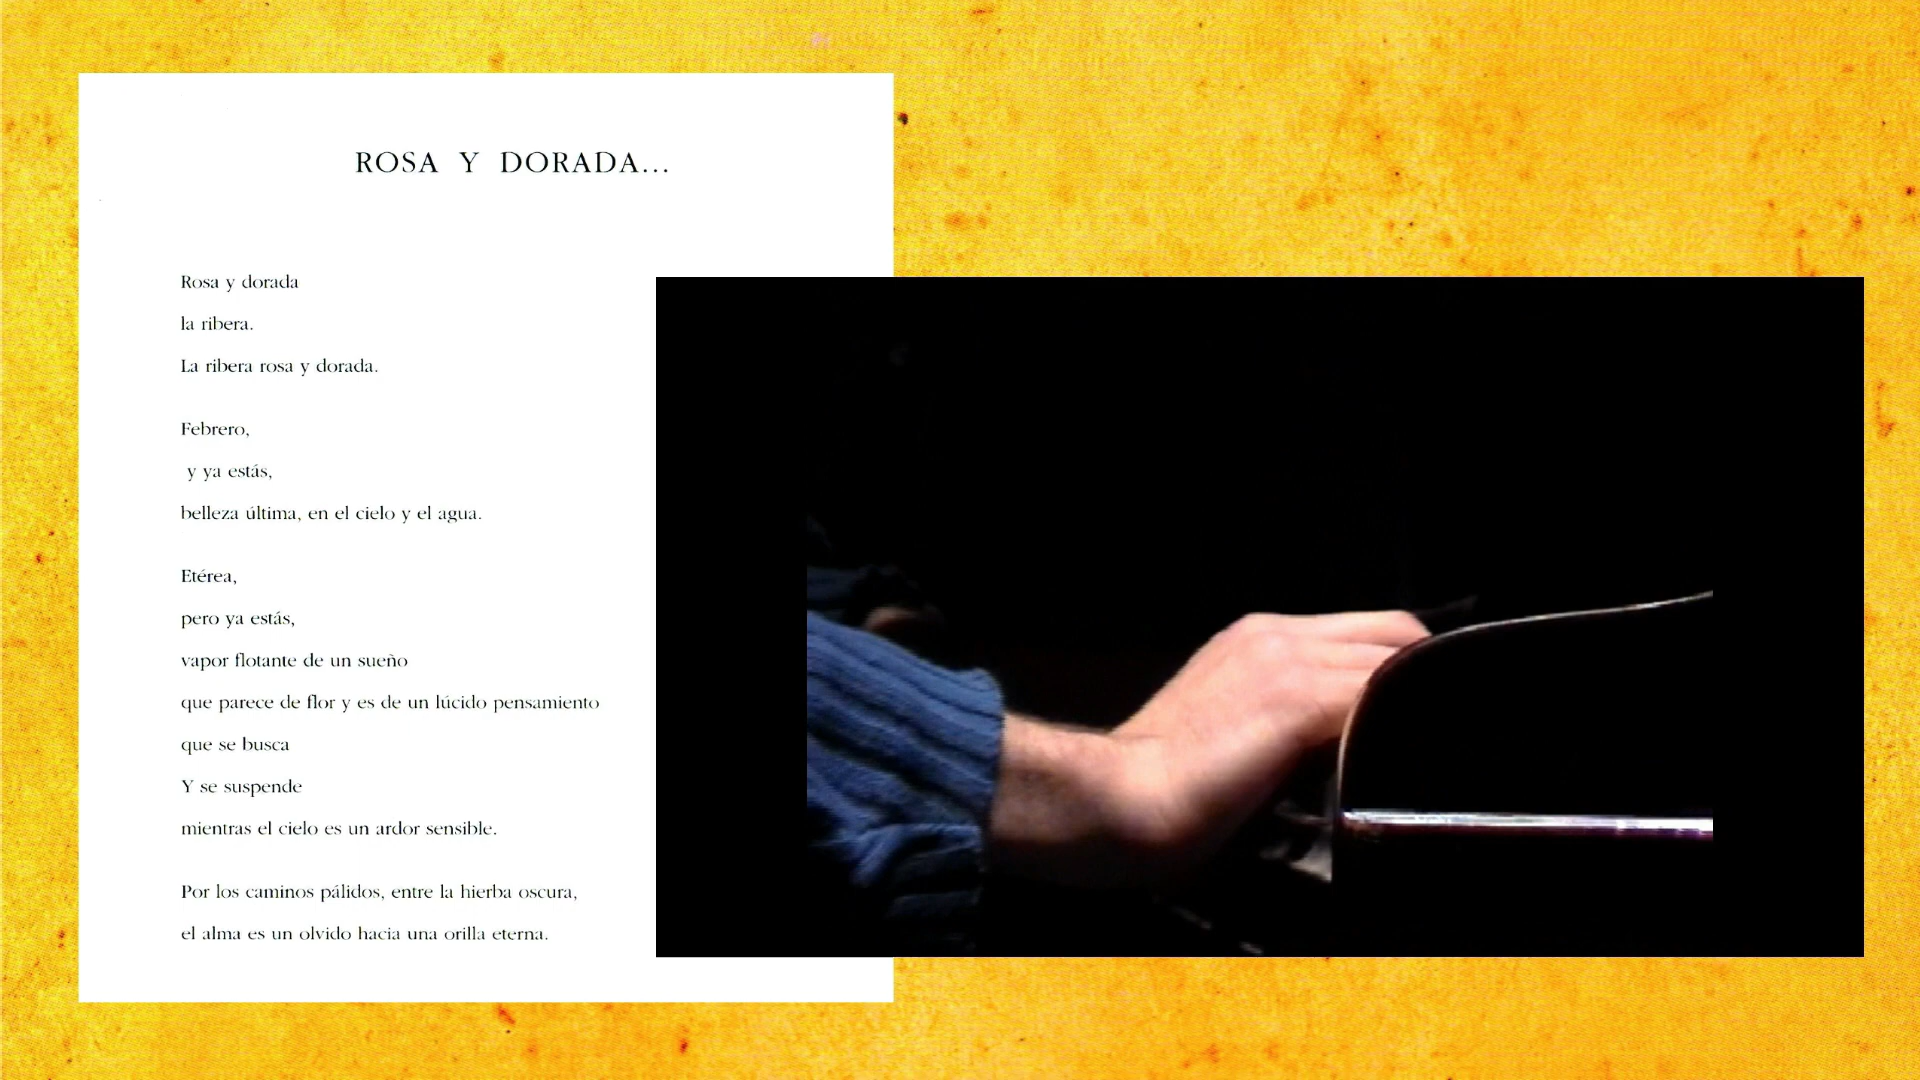 ROSA Y DORADA...
Rosa y dorada
la ribera.
La ribera rosa y dorada.
Febrero,
y ya estás,
belleza última, en el cielo y el agua.
Etérea,
pero ya estás,
vapor flotante de un sueño
que parece de flor y es de un lúcido pensamiento
que se busca
Y se suspende
mientras el cielo es un ardor sensible.
Por los caminos pálidos, entre la hierba oscura,
el alma es un olvido hacia una orilla eterna.